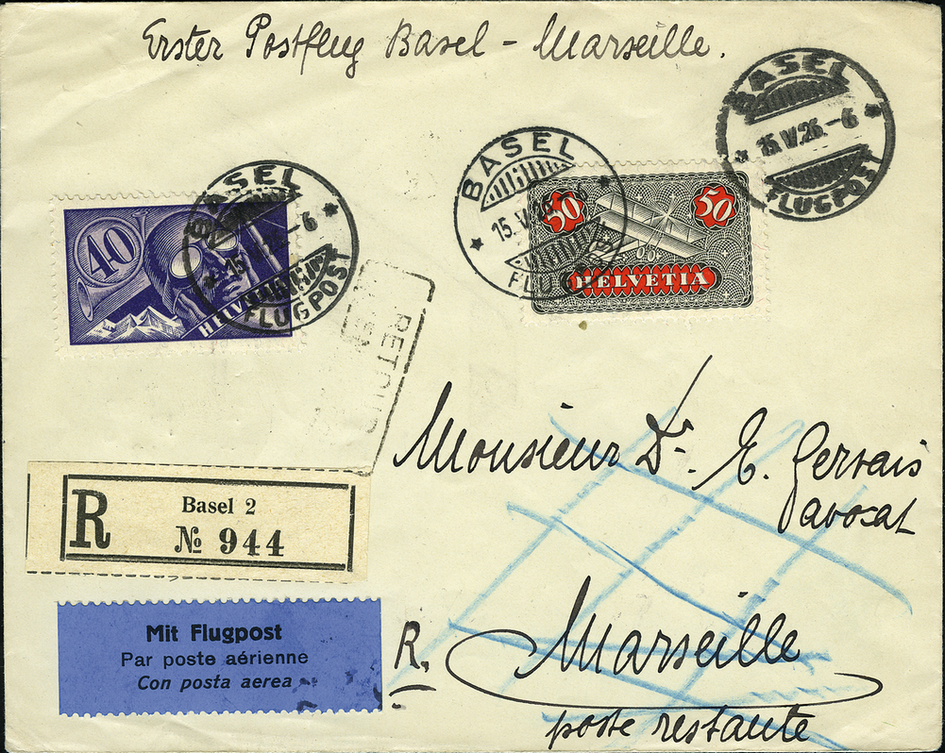 Erster Postflug Basel – Marseille.
BASEL
15.V.26.–6
FLUGPOST
BASEL
15.V.26.–6
FLUGPOST
BASEL
FLUGPOST
40
HELVETIA
50 50
HELVETIA
RETOUR
Monsieur Dr. E. Gervais
avocat
R Basel 2
№ 944
Mit Flugpost
Par poste aérienne
Con posta aerea
R. Marseille
poste restante